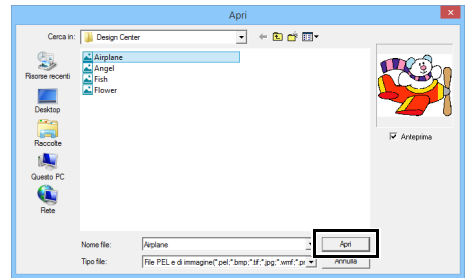 Apri
Cerca in:
Design Center
Risorse recenti
Desktop
Raccolte
Questo PC
Rete
Airplane
Angel
Fish
Flower
Anteprima
Nome file:
Airplane
Apri
Tipo file:
File PEL e di immagine(*.pel;*.bmp;*.tif;*.jpg;*.wmf;*.pr
Annulla